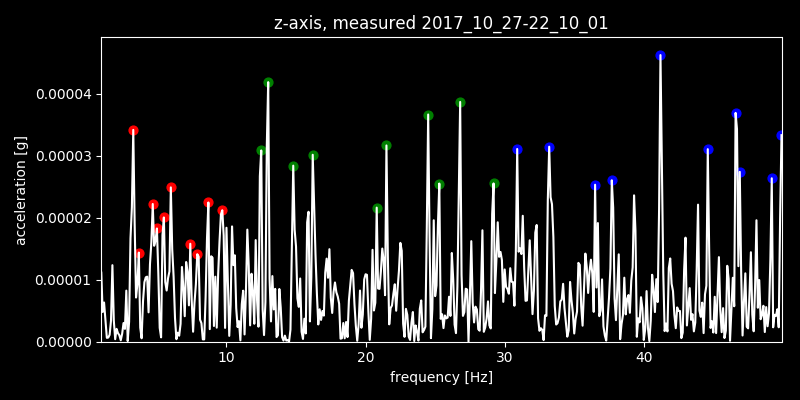 z-axis, measured 2017_10_27-22_10_01
acceleration [g]
0.00004
0.00003
0.00002
0.00001
0.00000
10 20 30 40
frequency [Hz]